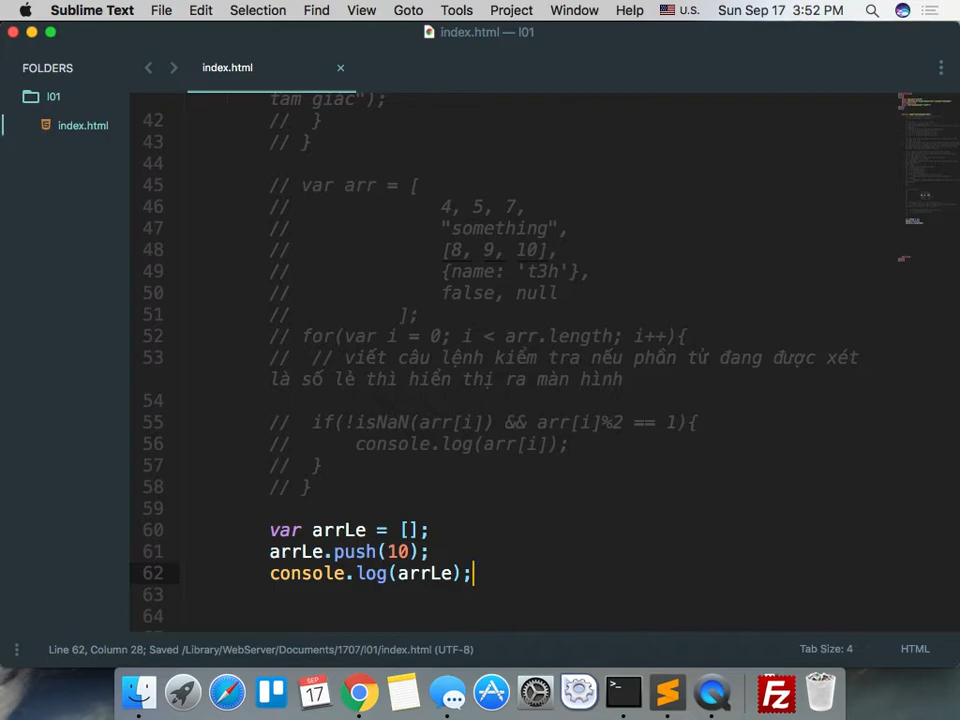 Sublime Text File Edit Selection Find View Goto Tools Project Window Help U.S. Sun Sep 17 3:52 PM
index.html — l01
FOLDERS
index.html
l01
index.html
tam giác");
42 // }
43 // }
44
45 // var arr = [
46 // 4, 5, 7,
47 // "something",
48 // [8, 9, 10],
49 // {name: 't3h'},
50 // false, null
51 // ];
52 // for(var i = 0; i < arr.length; i++){
53 // // viết câu lệnh kiểm tra nếu phần tử đang được xét
là số lẻ thì hiển thị ra màn hình
54
55 // if(!isNaN(arr[i]) && arr[i]%2 == 1){
56 // console.log(arr[i]);
57 // }
58 // }
59
60 var arrLe = [];
61 arrLe.push(10);
62 console.log(arrLe);
63
64
Line 62, Column 28; Saved /Library/WebServer/Documents/1707/l01/index.html (UTF-8) Tab Size: 4 HTML
SEP
17